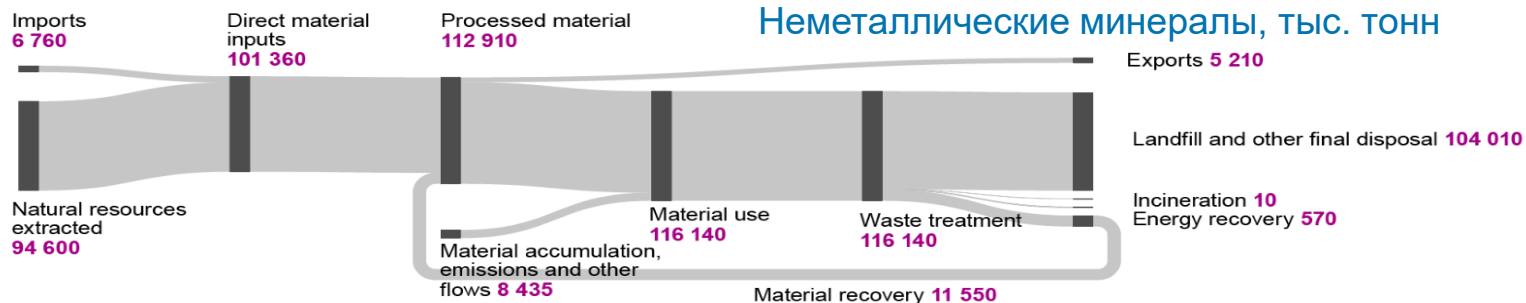 Неметаллические минералы, тыс. тонн
Imports
6 760
Direct material
inputs
101 360
Processed material
112 910
Exports 5 210
Landfill and other final disposal 104 010
Natural resources
extracted
94 600
Material accumulation,
emissions and other
flows 8 435
Material use
116 140
Waste treatment
116 140
Incineration 10
Energy recovery 570
Material recovery 11 550